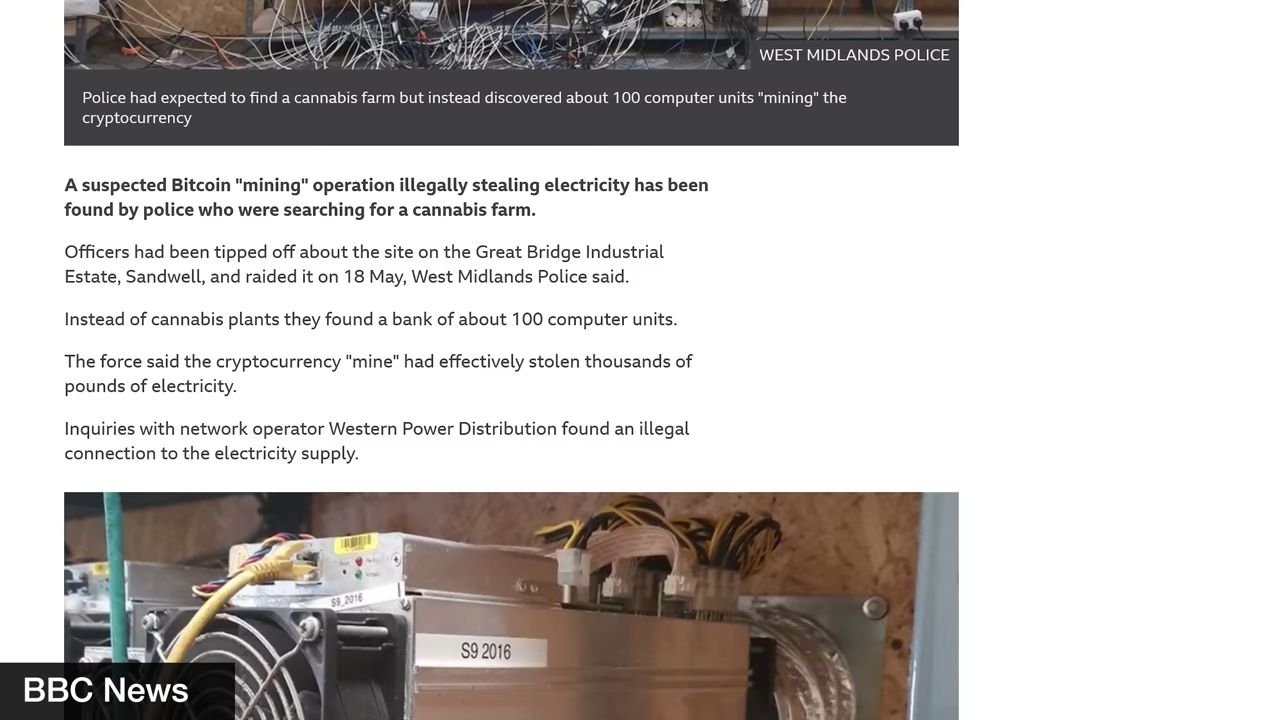 WEST MIDLANDS POLICE
Police had expected to find a cannabis farm but instead discovered about 100 computer units "mining" the
cryptocurrency
A suspected Bitcoin "mining" operation illegally stealing electricity has been
found by police who were searching for a cannabis farm.
Officers had been tipped off about the site on the Great Bridge Industrial
Estate, Sandwell, and raided it on 18 May, West Midlands Police said.
Instead of cannabis plants they found a bank of about 100 computer units.
The force said the cryptocurrency "mine" had effectively stolen thousands of
pounds of electricity.
Inquiries with network operator Western Power Distribution found an illegal
connection to the electricity supply.
S9_2016
S9 2016
BBC News